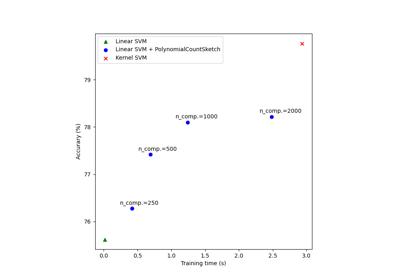 Linear SVM
Linear SVM + PolynomialCountSketch
Kernel SVM
79
n_comp.=2000
n_comp.=1000
78
n_comp.=500
77
n_comp.=250
76
Accurary (%)
0.0 0.5 1.0 1.5 2.0 2.5 3.0
Training time (s)